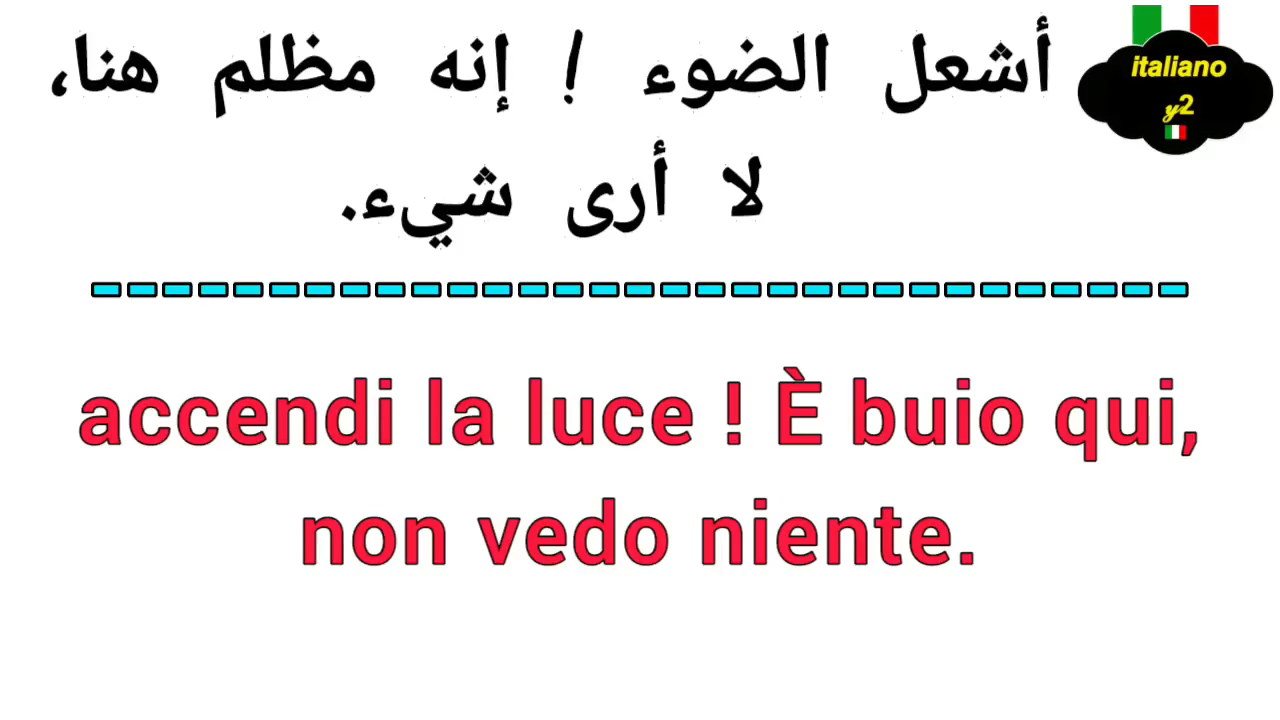 أشعل الضوء ! إنه مظلم هنا،
لا أرى شيء.
italiano
y2
accendi la luce ! È buio qui,
non vedo niente.